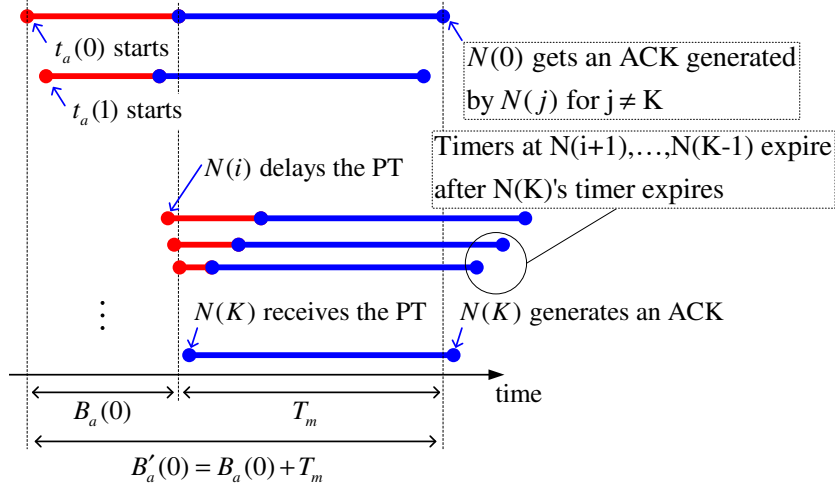 t_a(0) starts
N(0) gets an ACK generated
by N(j) for j ≠ K
t_a(1) starts
Timers at N(i+1),…,N(K-1) expire
after N(K)'s timer expires
N(i) delays the PT
⋮
N(K) receives the PT
N(K) generates an ACK
time
B_a(0)
T_m
B′_a(0) = B_a(0) + T_m